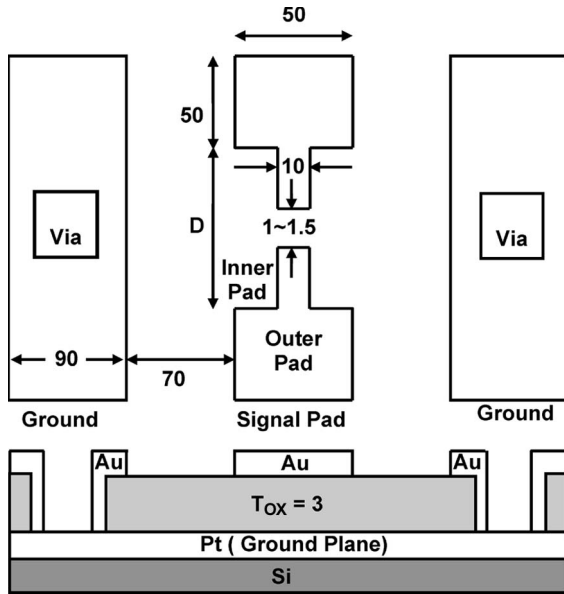 50
50
10
D
1~1.5
Via
Via
Inner
Pad
Outer
Pad
90
70
Ground
Signal Pad
Ground
Au
Au
Au
TOX = 3
Pt ( Ground Plane)
Si